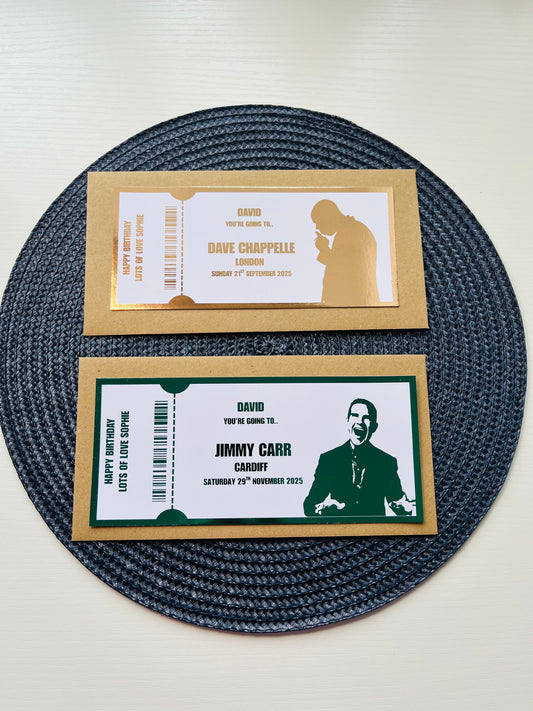 HAPPY BIRTHDAY
LOTS OF LOVE SOPHIE
DAVID
YOU'RE GOING TO..
DAVE CHAPPELLE
LONDON
SUNDAY 21ST SEPTEMBER 2025
HAPPY BIRTHDAY
LOTS OF LOVE SOPHIE
DAVID
YOU'RE GOING TO..
JIMMY CARR
CARDIFF
SATURDAY 29TH NOVEMBER 2025